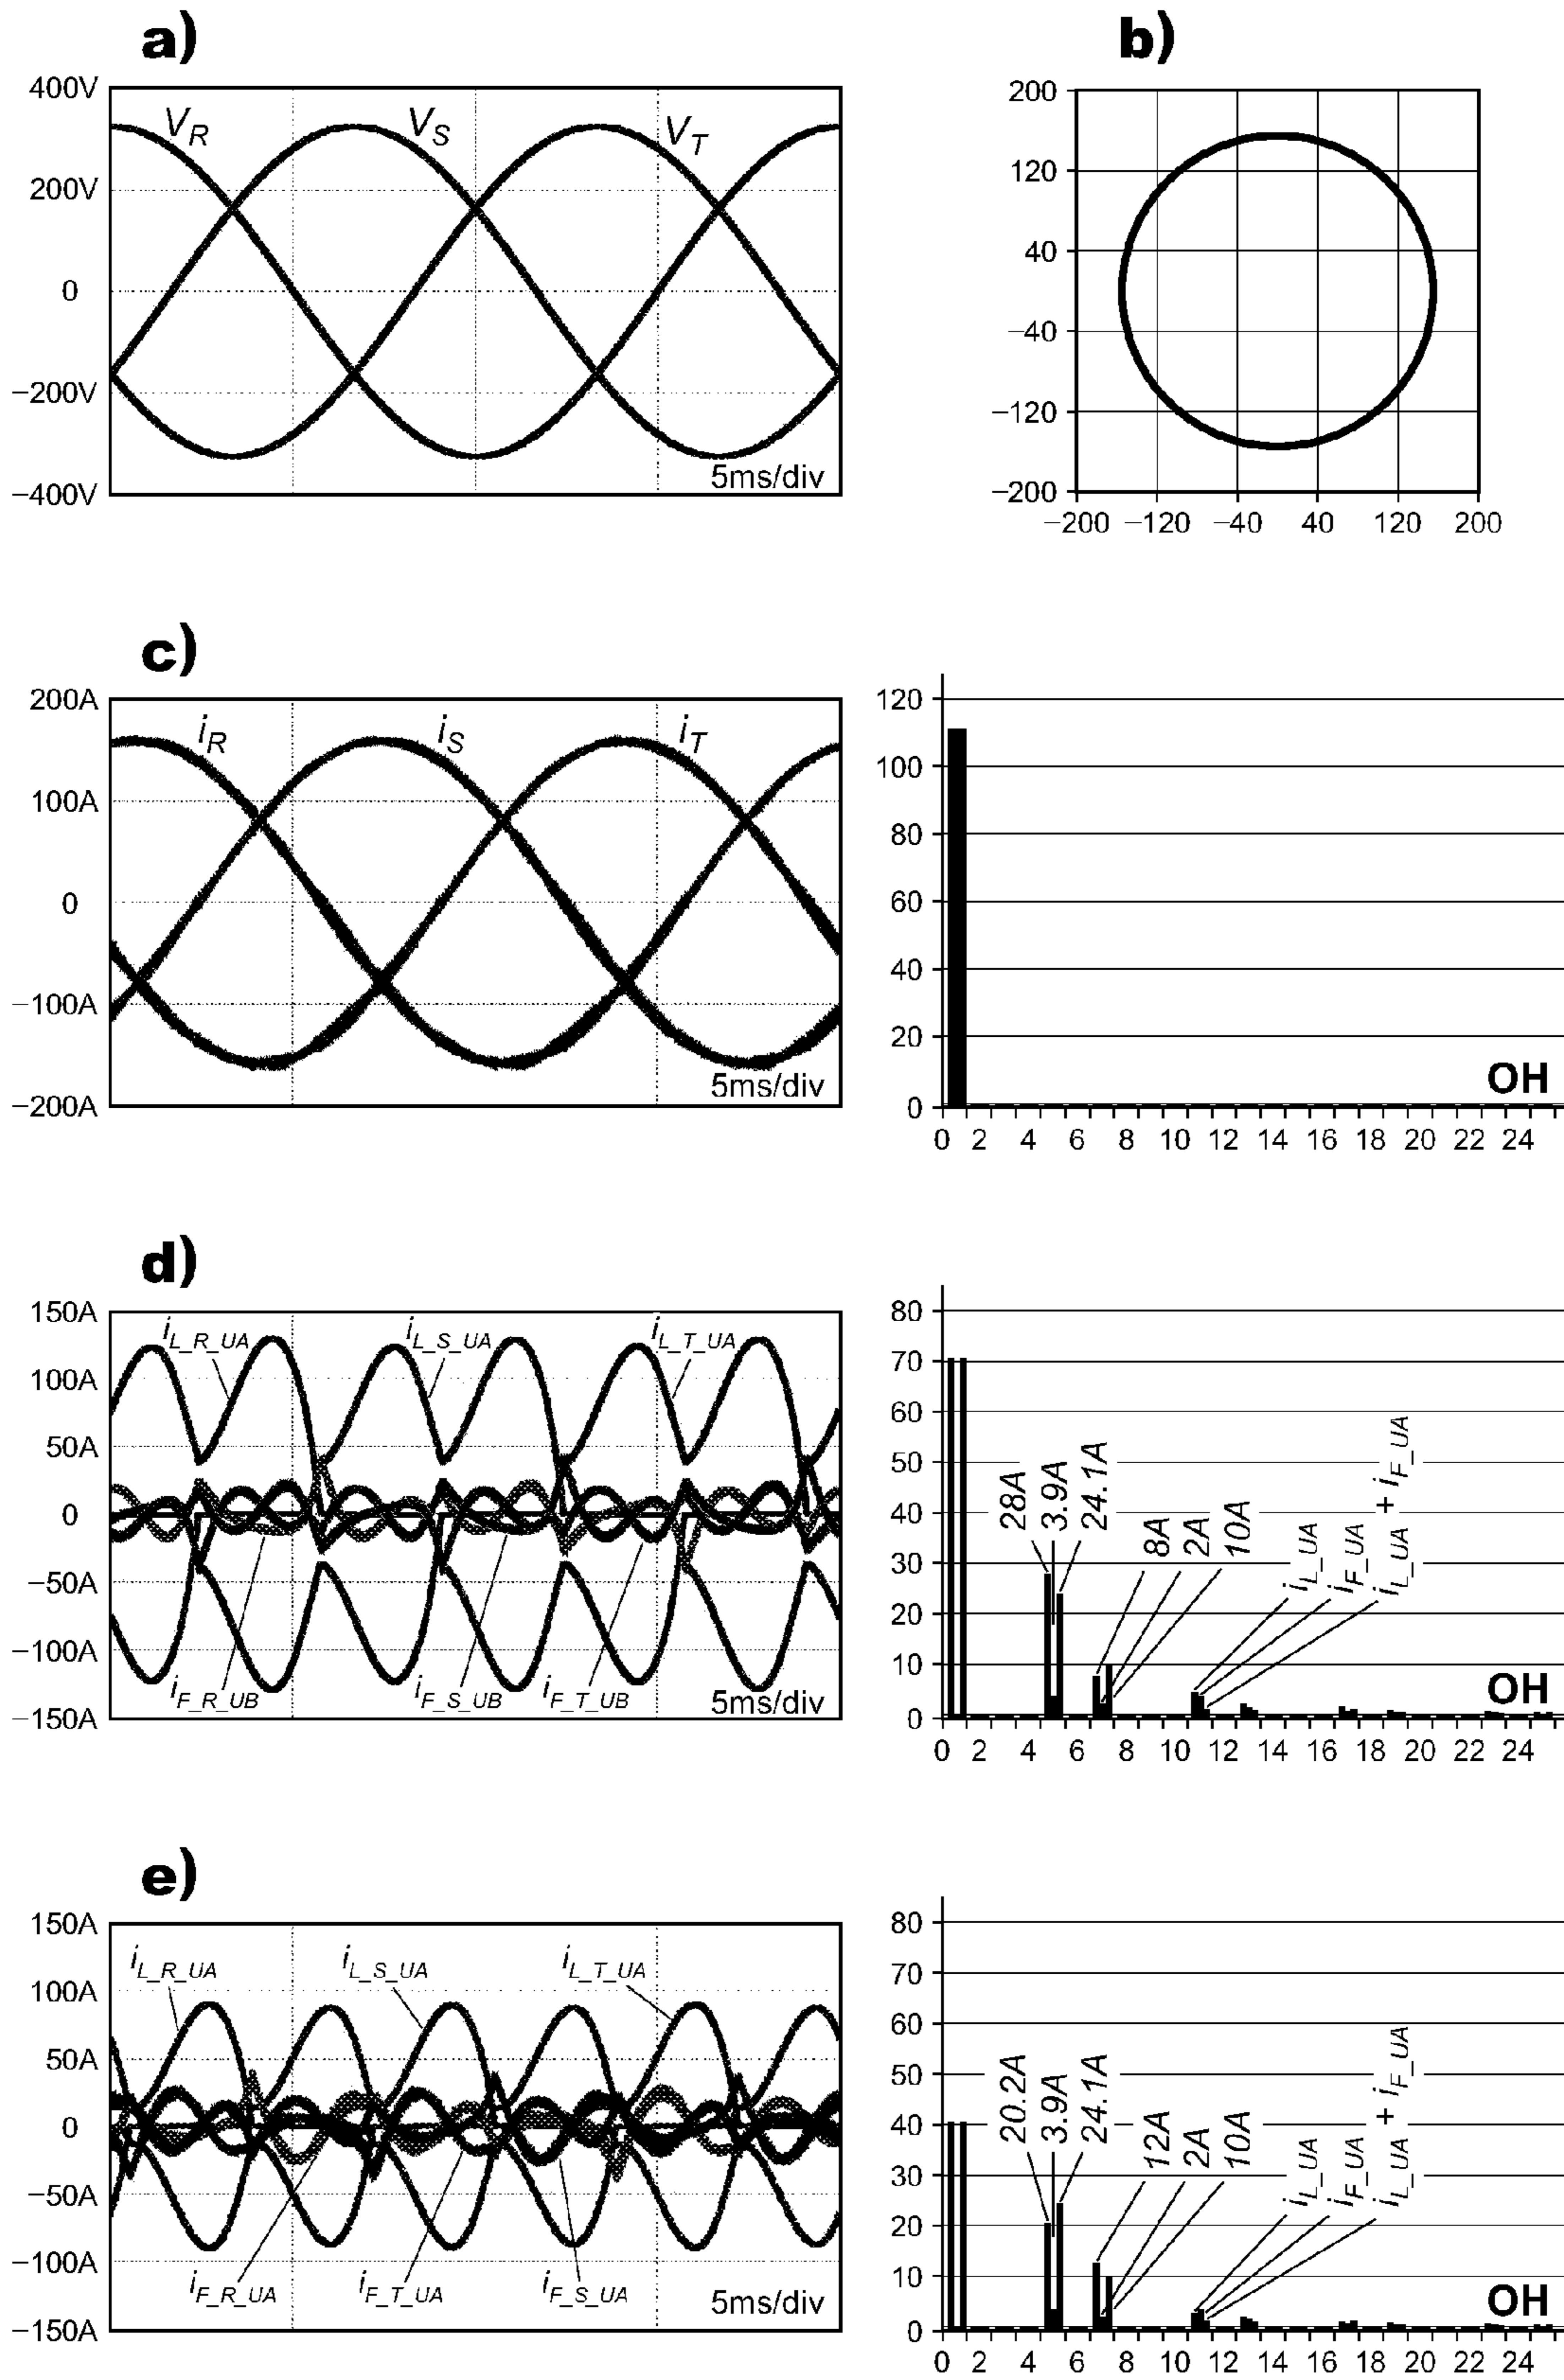 a)
400V
200V
0
−200V
−400V
V_R
V_S
V_T
5ms/div
b)
200
120
40
−40
−120
−200
−200 −120 −40 40 120 200
c)
200A
100A
0
−100A
−200A
i_R
i_S
i_T
5ms/div
120
100
80
60
40
20
0
OH
0 2 4 6 8 10 12 14 16 18 20 22 24
d)
150A
100A
50A
0
−50A
−100A
−150A
i_L_R_UA
i_L_S_UA
i_L_T_UA
i_F_R_UB
i_F_S_UB
i_F_T_UB
5ms/div
80
70
60
50
40
30
20
10
0
28A
3.9A
24.1A
8A
2A
10A
i_L_UA
i_F_UA
i_L_UA + i_F_UA
OH
0 2 4 6 8 10 12 14 16 18 20 22 24
e)
150A
100A
50A
0
−50A
−100A
−150A
i_L_R_UA
i_L_S_UA
i_L_T_UA
i_F_R_UA
i_F_T_UA
i_F_S_UA
5ms/div
80
70
60
50
40
30
20
10
0
20.2A
3.9A
24.1A
12A
2A
10A
i_L_UA
i_F_UA
i_L_UA + i_F_UA
OH
0 2 4 6 8 10 12 14 16 18 20 22 24